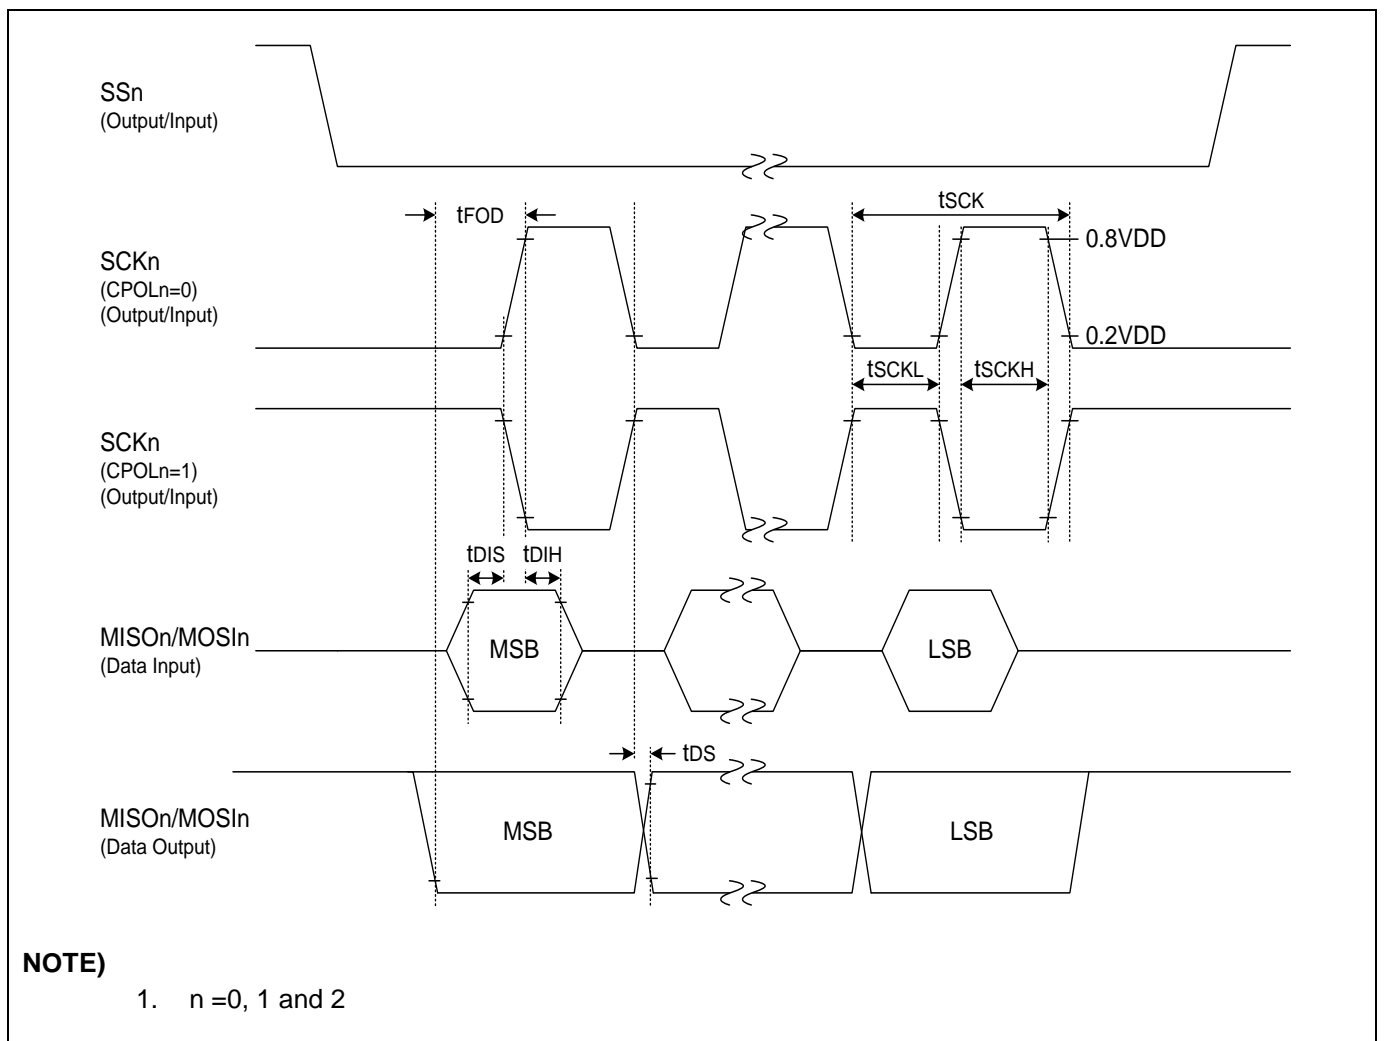 SSn
(Output/Input)
tFOD
tSCK
0.8VDD
SCKn
(CPOLn=0)
(Output/Input)
0.2VDD
tSCKL
tSCKH
SCKn
(CPOLn=1)
(Output/Input)
tDIS
tDIH
MISOn/MOSIn
(Data Input)
MSB
LSB
tDS
MISOn/MOSIn
(Data Output)
MSB
LSB
NOTE)
1. n =0, 1 and 2